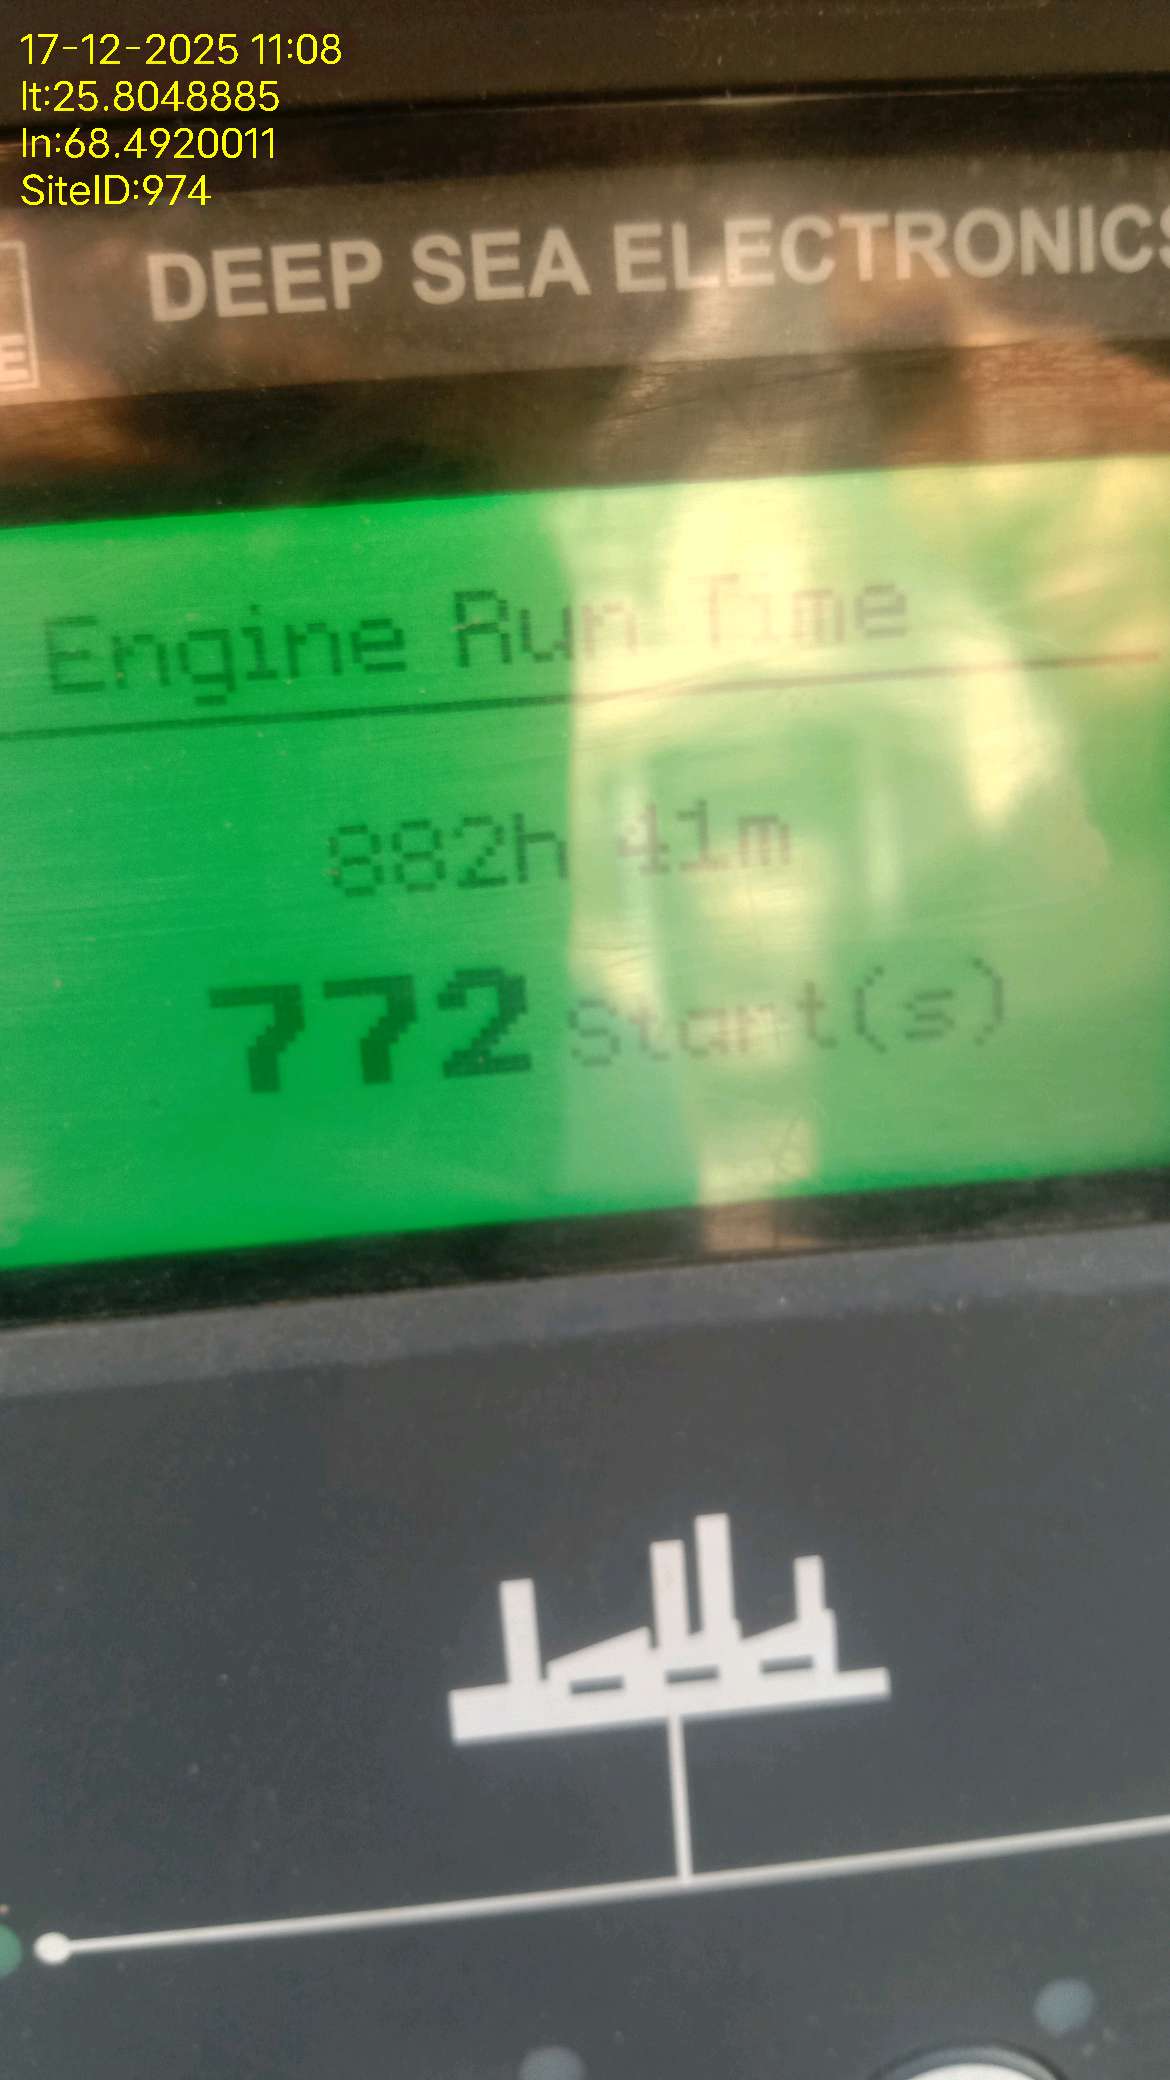 17-12-2025 11:08
lt:25.8048885
ln:68.4920011
SiteID:974
E
DEEP SEA ELECTRONICS
Engine Run Time
882h 41m
772 Start(s)